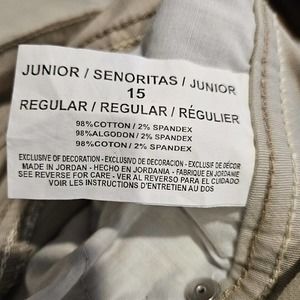 JUNIOR / SENORITAS / JUNIOR
15
REGULAR / REGULAR / RÉGULIER
98%COTTON / 2% SPANDEX
98%ALGODON / 2% SPANDEX
98%COTON / 2% SPANDEX
EXCLUSIVE OF DECORATION - EXCLUSIVO DE DECORACION - EXCLUSIF DE DÉCOR
MADE IN JORDAN - HECHO EN JORDANIA - FABRIQUE EN JORDANIE
SEE REVERSE FOR CARE - VER AL REVERSO PARA EL CUIDADO
VOIR LES INSTRUCTIONS D'ENTRETIEN AU DOS